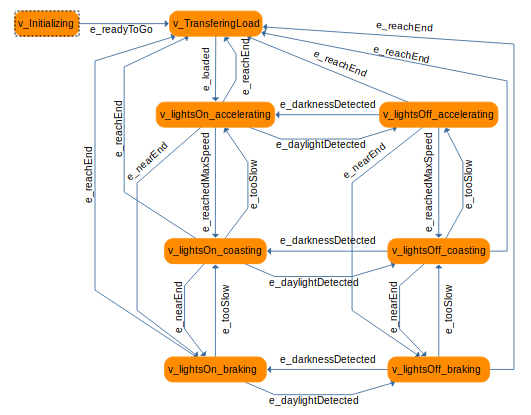 v_Initializing
v_TransferingLoad
e_readyToGo
e_reachEnd
e_loaded
e_reachEnd
e_reachEnd
e_reachEnd
v_lightsOn_accelerating
e_darknessDetected
v_lightsOff_accelerating
e_reachEnd
e_reachEnd
e_nearEnd
e_daylightDetected
e_nearEnd
e_reachedMaxSpeed
e_tooSlow
e_reachedMaxSpeed
e_tooSlow
v_lightsOn_coasting
e_darknessDetected
v_lightsOff_coasting
e_daylightDetected
e_nearEnd
e_tooSlow
e_nearEnd
e_tooSlow
v_lightsOn_braking
e_darknessDetected
v_lightsOff_braking
e_daylightDetected